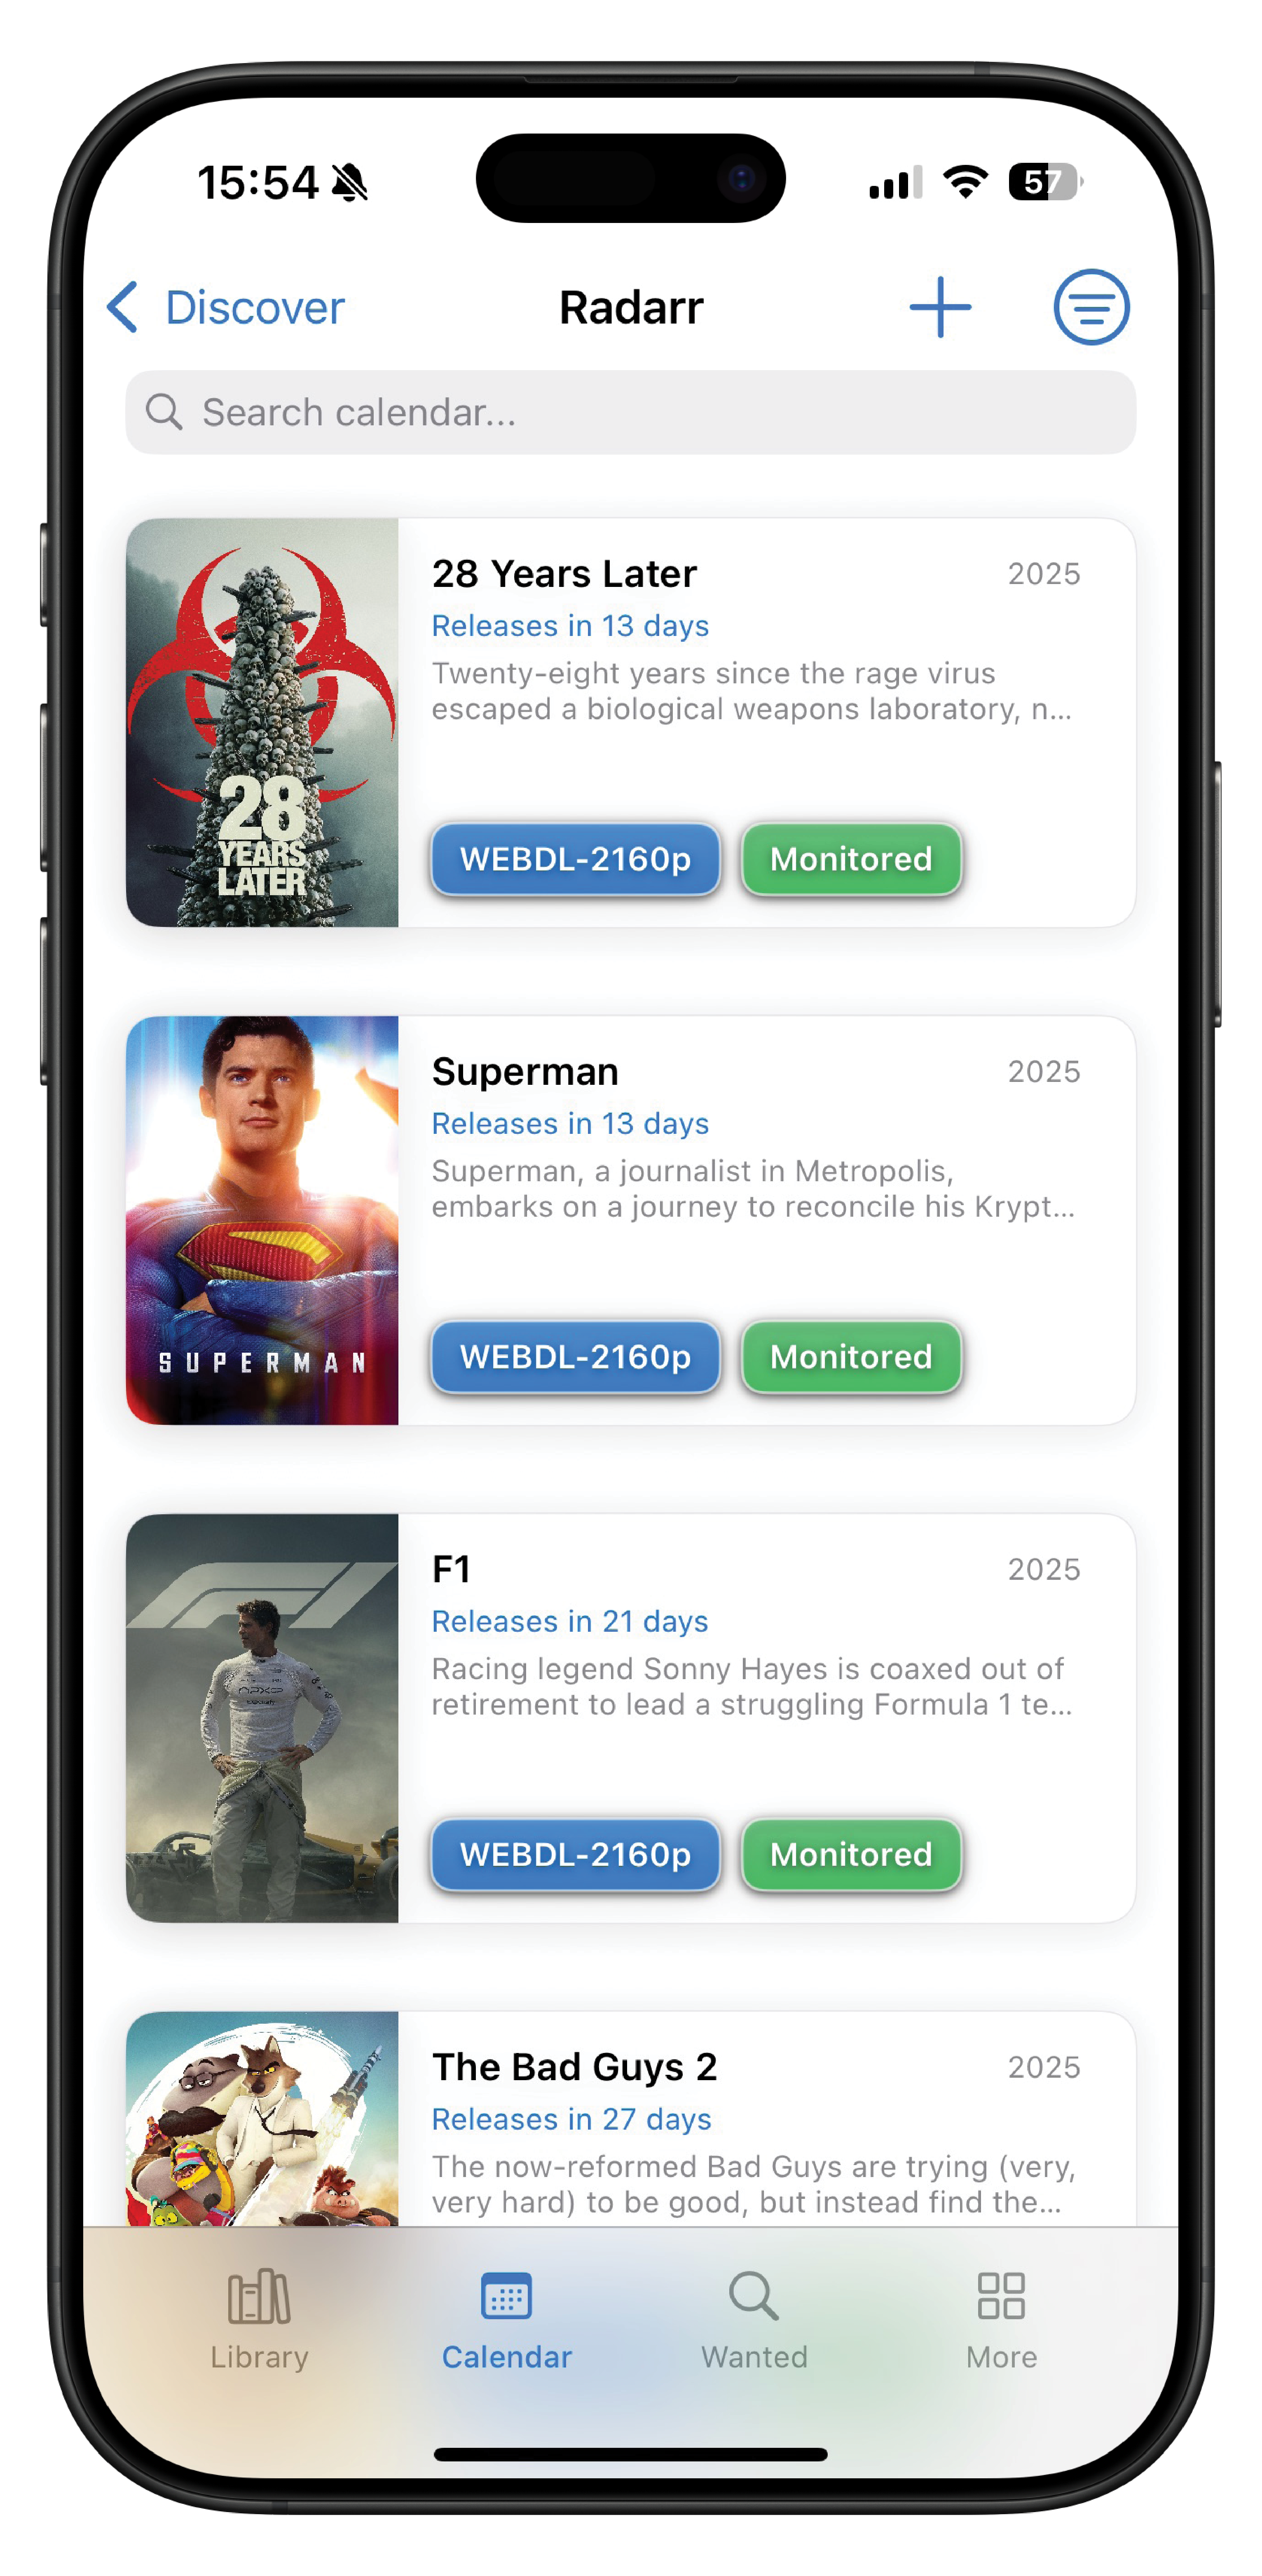 15:54
57
Discover
Radarr
Search calendar...
28 Years Later
2025
Releases in 13 days
Twenty-eight years since the rage virus
escaped a biological weapons laboratory, n...
WEBDL-2160p
Monitored
28
YEARS
LATER
Superman
2025
Releases in 13 days
Superman, a journalist in Metropolis,
embarks on a journey to reconcile his Krypt...
WEBDL-2160p
Monitored
SUPERMAN
F1
F1
2025
Releases in 21 days
Racing legend Sonny Hayes is coaxed out of
retirement to lead a struggling Formula 1 te...
APXGP
WEBDL-2160p
Monitored
The Bad Guys 2
2025
Releases in 27 days
The now-reformed Bad Guys are trying (very,
very hard) to be good, but instead find the...
Library
Calendar
Wanted
More